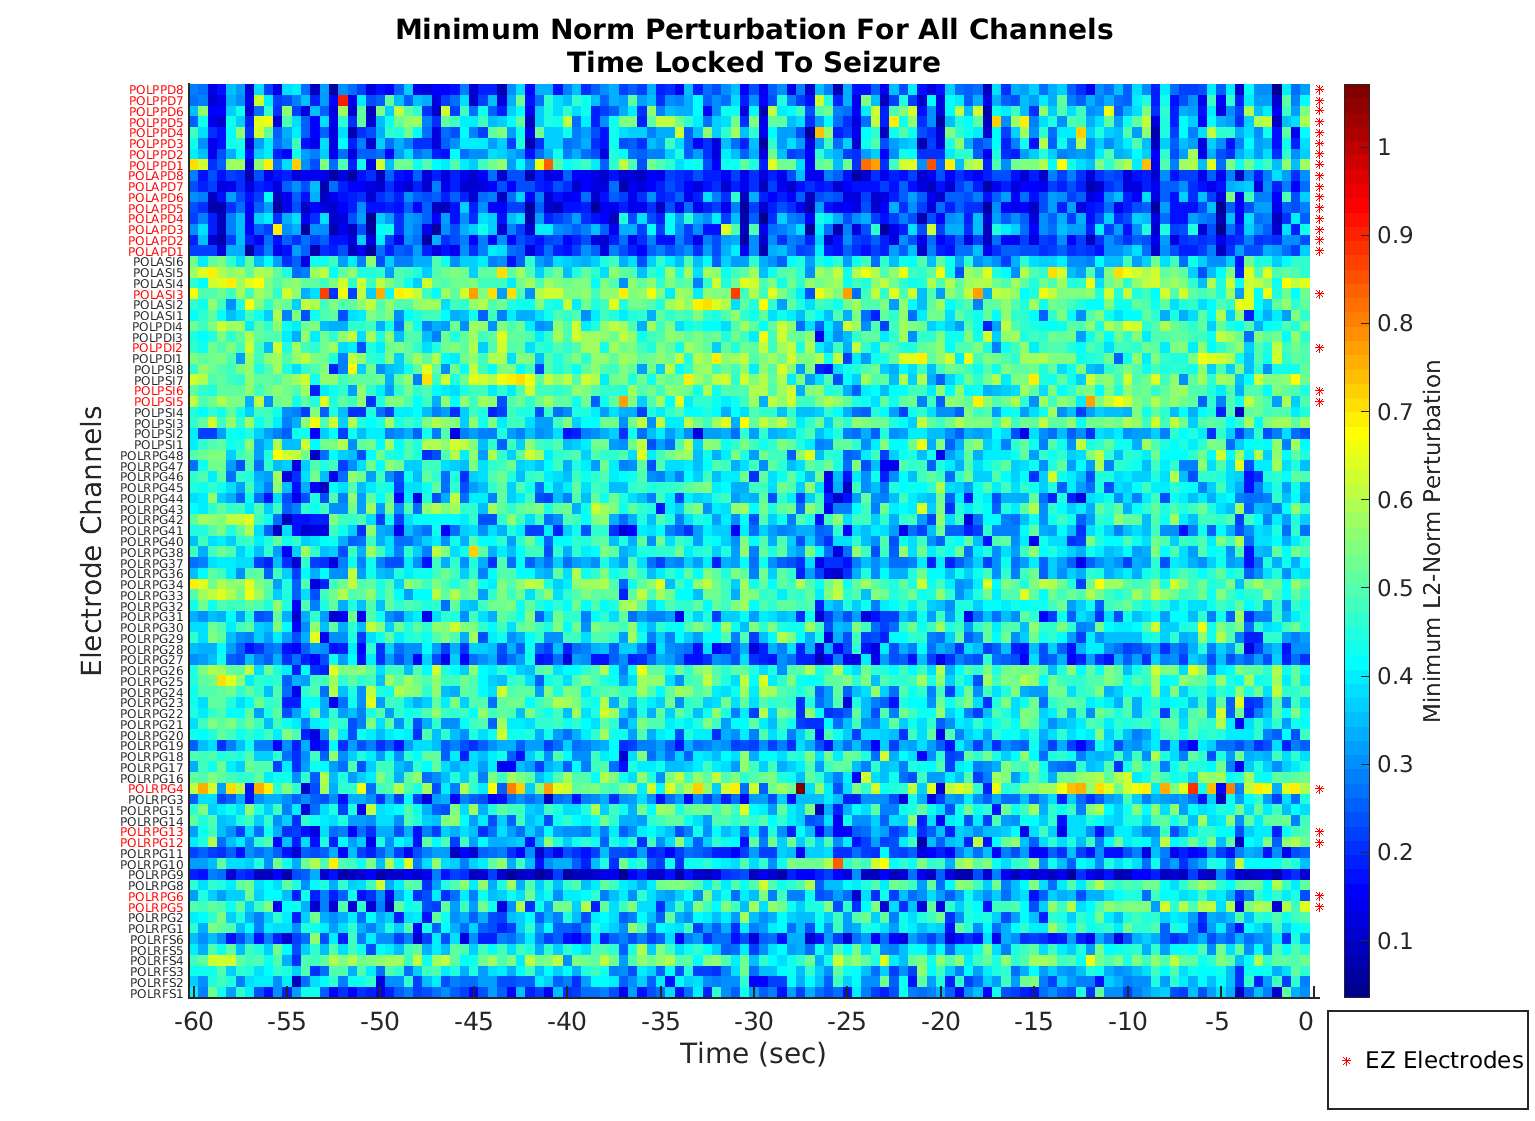 Minimum Norm Perturbation For All Channels
Time Locked To Seizure
Electrode Channels
POLPPD8
POLPPD7
POLPPD6
POLPPD5
POLPPD4
POLPPD3
POLPPD2
POLPPD1
POLAPD8
POLAPD7
POLAPD6
POLAPD5
POLAPD4
POLAPD3
POLAPD2
POLAPD1
POLASI6
POLASI5
POLASI4
POLASI3
POLASI2
POLASI1
POLPDI4
POLPDI3
POLPDI2
POLPDI1
POLPSI8
POLPSI7
POLPSI6
POLPSI5
POLPSI4
POLPSI3
POLPSI2
POLPSI1
POLRPG48
POLRPG47
POLRPG46
POLRPG45
POLRPG44
POLRPG43
POLRPG42
POLRPG41
POLRPG40
POLRPG38
POLRPG37
POLRPG36
POLRPG34
POLRPG33
POLRPG32
POLRPG31
POLRPG30
POLRPG29
POLRPG28
POLRPG27
POLRPG26
POLRPG25
POLRPG24
POLRPG23
POLRPG22
POLRPG21
POLRPG20
POLRPG19
POLRPG18
POLRPG17
POLRPG16
POLRPG4
POLRPG3
POLRPG15
POLRPG14
POLRPG13
POLRPG12
POLRPG11
POLRPG10
POLRPG9
POLRPG8
POLRPG6
POLRPG5
POLRPG2
POLRPG1
POLRFS6
POLRFS5
POLRFS4
POLRFS3
POLRFS2
POLRFS1
-60 -55 -50 -45 -40 -35 -30 -25 -20 -15 -10 -5 0
Time (sec)
1
0.9
0.8
0.7
0.6
0.5
0.4
0.3
0.2
0.1
Minimum L2-Norm Perturbation
EZ Electrodes